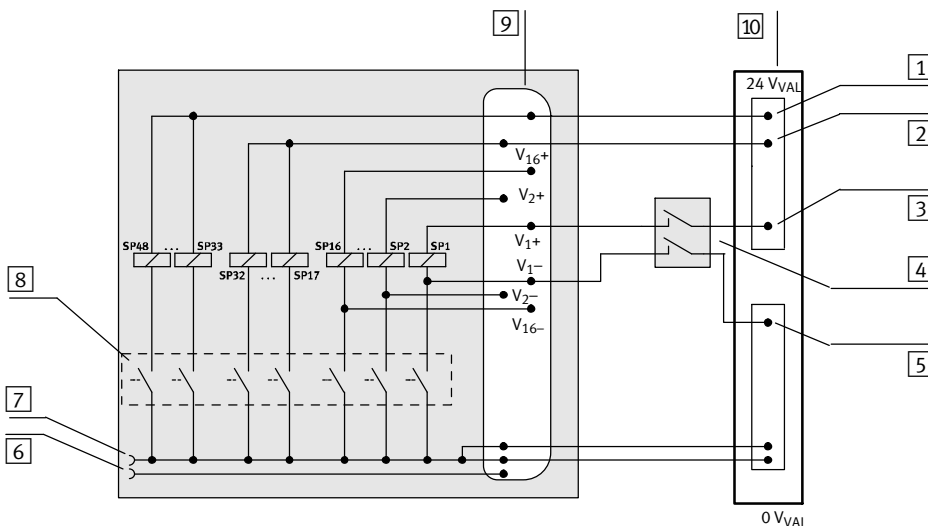 9
10
1
24 VVAL
2
V16+
V2+
3
SP48 ... SP33
SP16 ... SP2 SP1
V1+
SP32 ... SP17
V1–
4
8
V2–
V16–
5
7
6
0 VVAL